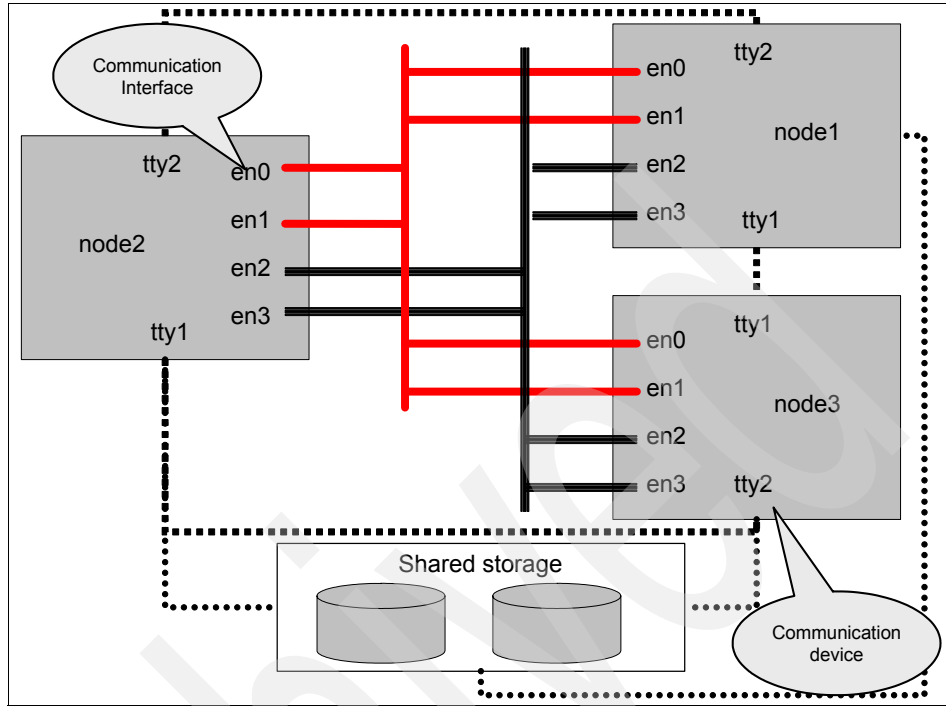 Communication
Interface
tty2
en0
en1
en2
en3
node2
tty1
tty2
en0
en1
en2
en3
node1
tty1
tty1
en0
en1
en2
en3
node3
tty2
Shared storage
Communication
device